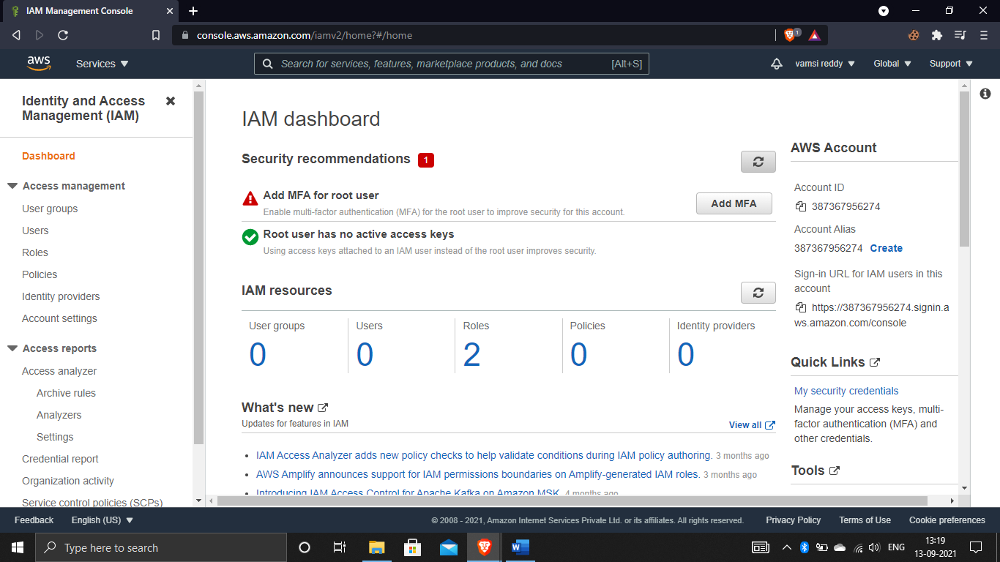 IAM Management Console
console.aws.amazon.com/iamv2/home?#/home
1
aws
Services
Search for services, features, marketplace products, and docs
[Alt+S]
vamsi reddy
Global
Support
Identity and Access
Management (IAM)
Dashboard
Access management
User groups
Users
Roles
Policies
Identity providers
Account settings
Access reports
Access analyzer
Archive rules
Analyzers
Settings
Credential report
Organization activity
Service control policies (SCPs)
IAM dashboard
Security recommendations 1
Add MFA for root user
Enable multi-factor authentication (MFA) for the root user to improve security for this account.
Add MFA
Root user has no active access keys
Using access keys attached to an IAM user instead of the root user improves security.
IAM resources
User groups
0
Users
0
Roles
2
Policies
0
Identity providers
0
What's new
Updates for features in IAM
View all
IAM Access Analyzer adds new policy checks to help validate conditions during IAM policy authoring. 3 months ago
AWS Amplify announces support for IAM permissions boundaries on Amplify-generated IAM roles. 3 months ago
Introducing IAM Access Control for Apache Kafka on Amazon MSK. 4 months ago
AWS Account
Account ID
387367956274
Account Alias
387367956274 Create
Sign-in URL for IAM users in this
account
https://387367956274.signin.a
ws.amazon.com/console
Quick Links
My security credentials
Manage your access keys, multi-
factor authentication (MFA) and
other credentials.
Tools
Feedback
English (US)
© 2008 - 2021, Amazon Internet Services Private Ltd. or its affiliates. All rights reserved.
Privacy Policy
Terms of Use
Cookie preferences
Type here to search
W
ENG
13:19
13-09-2021